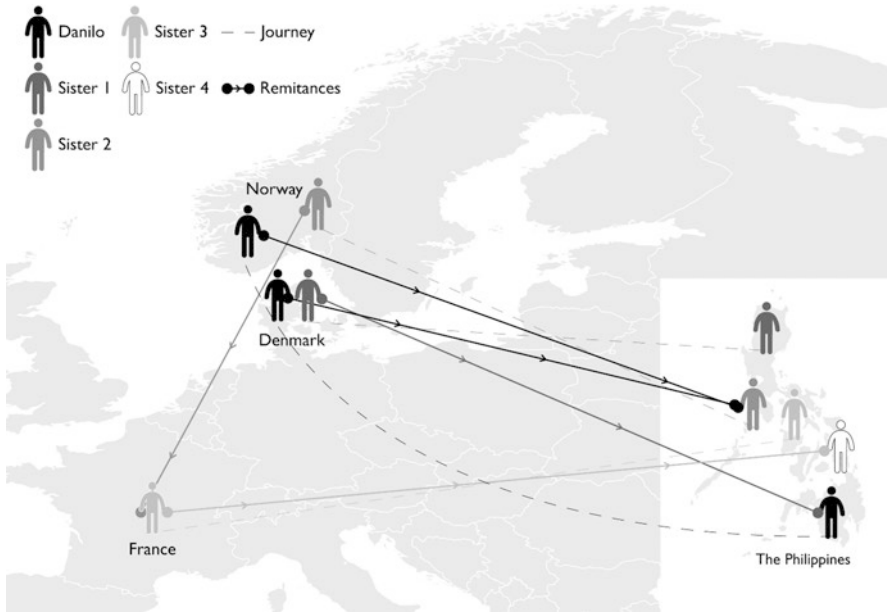 Danilo
Sister 3
Journey
Sister 1
Sister 4
Remitances
Sister 2
Norway
Denmark
France
The Philippines